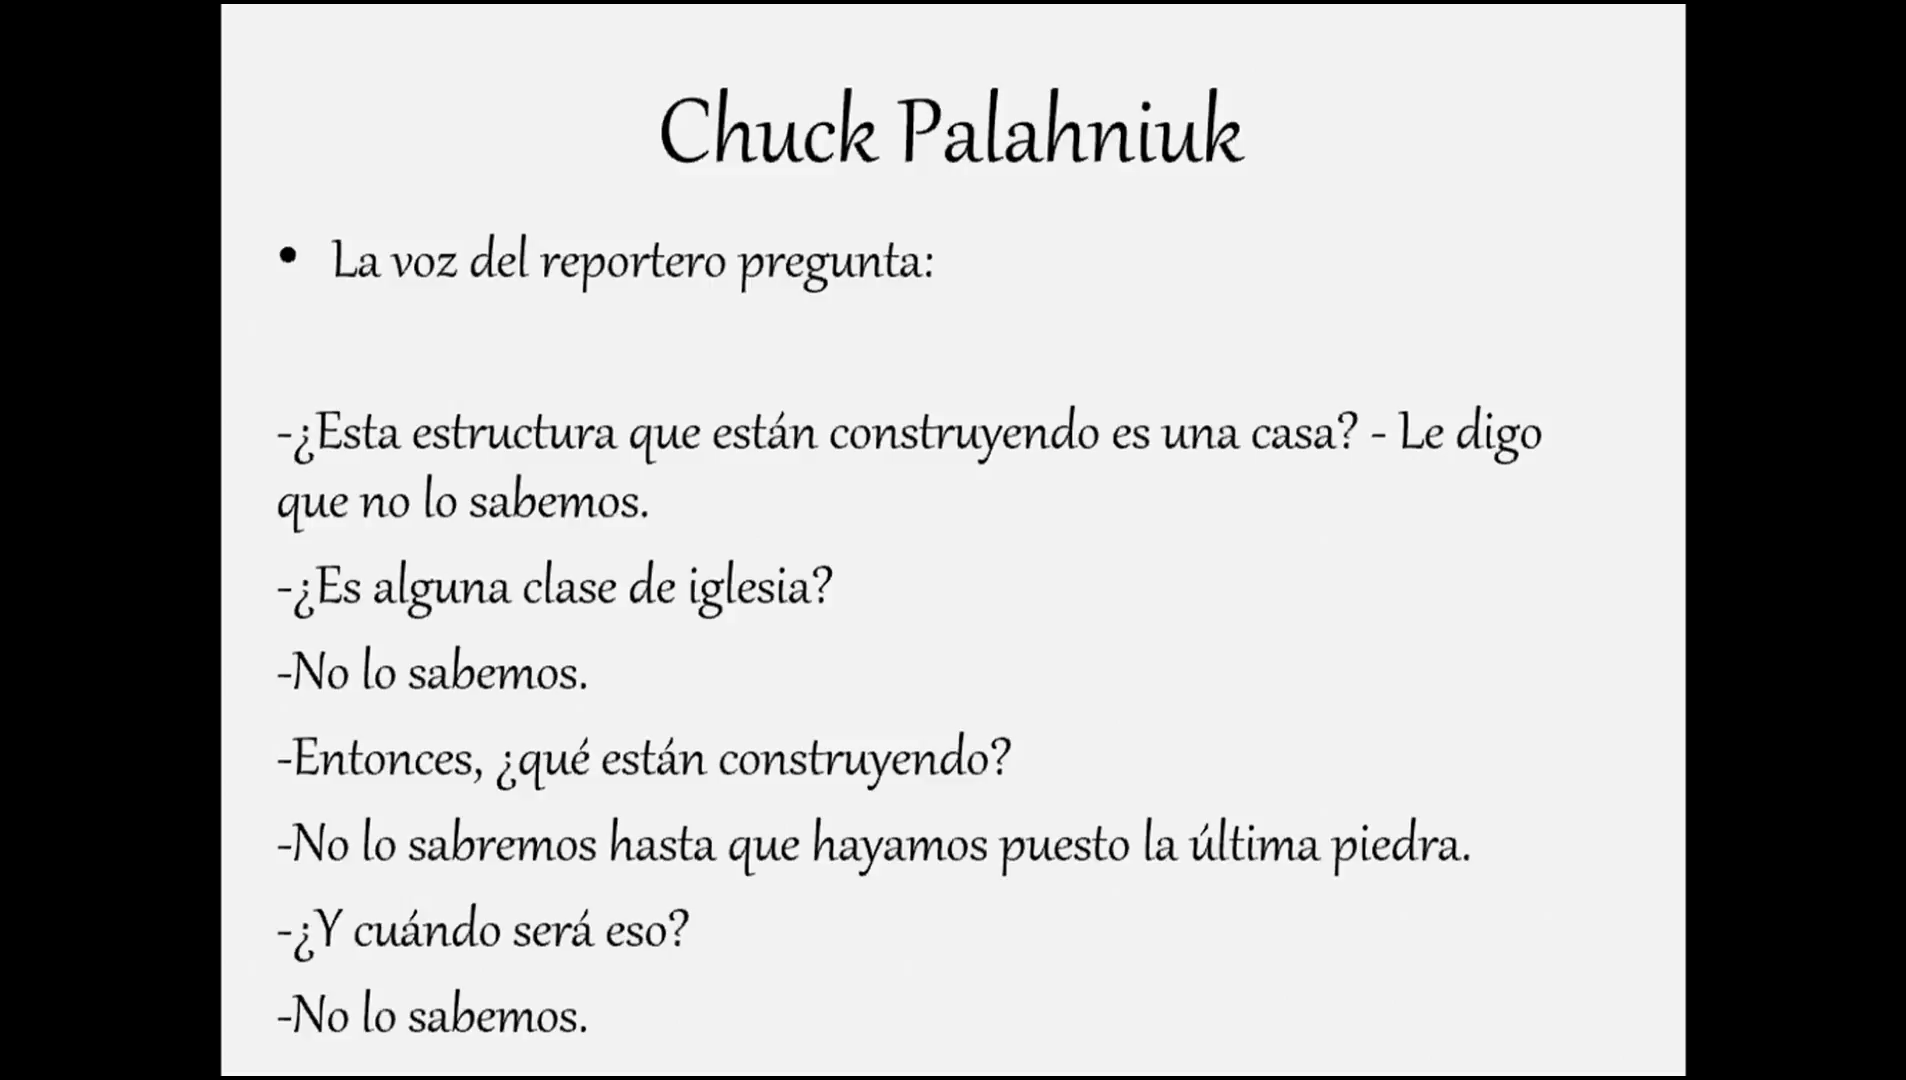 Chuck Palahniuk
• La voz del reportero pregunta:
-¿Esta estructura que están construyendo es una casa? - Le digo
que no lo sabemos.
-¿Es alguna clase de iglesia?
-No lo sabemos.
-Entonces, ¿qué están construyendo?
-No lo sabremos hasta que hayamos puesto la última piedra.
-¿Y cuándo será eso?
-No lo sabemos.